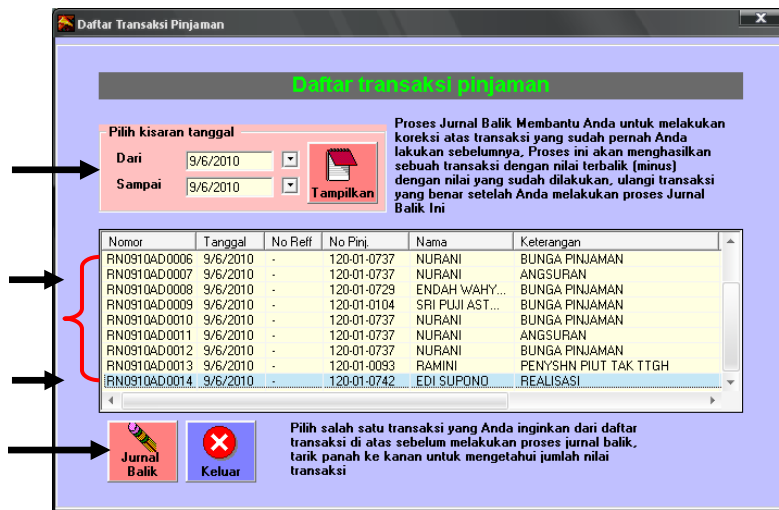 Daftar Transaksi Pinjaman
Daftar transaksi pinjaman
Pilih kisaran tanggal
Dari 9/6/2010
Sampai 9/6/2010
Tampilkan
Proses Jurnal Balik Membantu Anda untuk melakukan
koreksi atas transaksi yang sudah pernah Anda
lakukan sebelumnya, Proses ini akan menghasilkan
sebuah transaksi dengan nilai terbalik (minus)
dengan nilai yang sudah dilakukan, ulangi transaksi
yang benar setelah Anda melakukan proses Jurnal
Balik Ini
Nomor Tanggal No Reff No Pinj. Nama Keterangan
RN0910AD0006 9/6/2010 - 120-01-0737 NURANI BUNGA PINJAMAN
RN0910AD0007 9/6/2010 - 120-01-0737 NURANI ANGSURAN
RN0910AD0008 9/6/2010 - 120-01-0729 ENDAH WAHY... BUNGA PINJAMAN
RN0910AD0009 9/6/2010 - 120-01-0104 SRI PUJI AST... BUNGA PINJAMAN
RN0910AD0010 9/6/2010 - 120-01-0737 NURANI BUNGA PINJAMAN
RN0910AD0011 9/6/2010 - 120-01-0737 NURANI ANGSURAN
RN0910AD0012 9/6/2010 - 120-01-0737 NURANI BUNGA PINJAMAN
RN0910AD0013 9/6/2010 - 120-01-0093 RAMINI PENYSHN PIUT TAK TTGH
RN0910AD0014 9/6/2010 - 120-01-0742 EDI SUPONO REALISASI
Jurnal
Balik
Keluar
Pilih salah satu transaksi yang Anda inginkan dari daftar
transaksi di atas sebelum melakukan proses jurnal balik,
tarik panah ke kanan untuk mengetahui jumlah nilai
transaksi